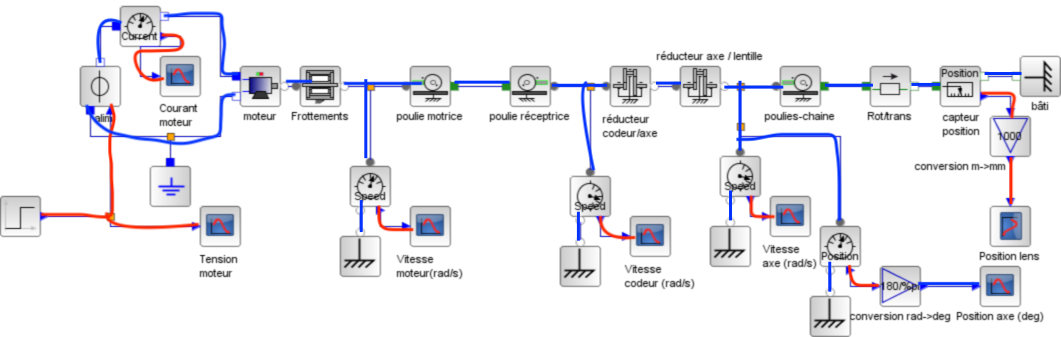 Current
réducteur axe / lentille
Position
alim
Courant
moteur
moteur
Frottements
poulie motrice
poulie réceptrice
réducteur
codeur/axe
poulies-chaine
Rot/trans
capteur
position
bâti
1000
conversion m->mm
Speed
Speed
Speed
Tension
moteur
Vitesse
moteur(rad/s)
Vitesse
codeur (rad/s)
Vitesse
axe (rad/s)
Position
Position lens
180/%pi
conversion rad->deg
Position axe (deg)